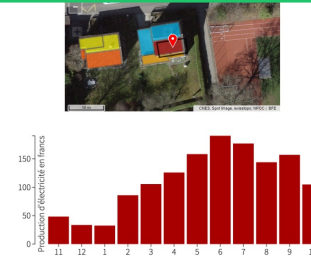 10 m
CNES, Spot Image, swisstopo, NPOC / BFE
Production d'électricité en francs
150
100
50
0
11 12 1 2 3 4 5 6 7 8 9